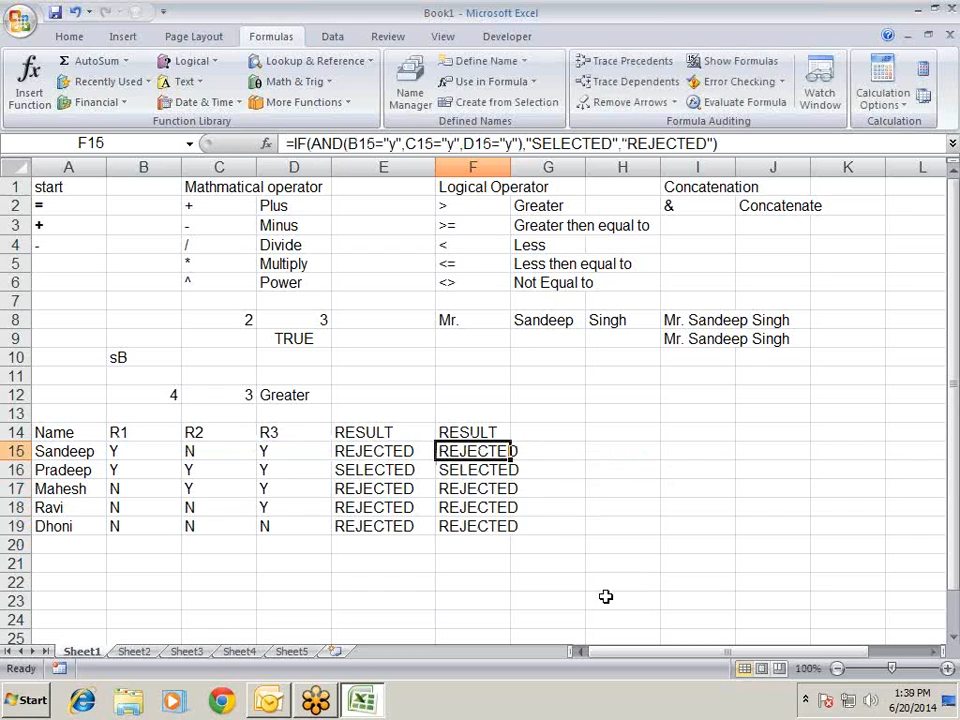 Book1 - Microsoft Excel
Home Insert Page Layout Formulas Data Review View Developer
fx Insert Function
Σ AutoSum
Recently Used
Financial
Logical
Text
Date & Time
Lookup & Reference
Math & Trig
More Functions
Function Library
Name Manager
Define Name
Use in Formula
Create from Selection
Defined Names
Trace Precedents
Trace Dependents
Remove Arrows
Show Formulas
Error Checking
Evaluate Formula
Formula Auditing
Watch Window
Calculation Options
Calculation
F15 fx =IF(AND(B15="y",C15="y",D15="y"),"SELECTED","REJECTED")
A B C D E F G H I J K L
1 start Mathmatical operator Logical Operator Concatenation
2 = + Plus > Greater & Concatenate
3 + - Minus >= Greater then equal to
4 - / Divide < Less
5 * Multiply <= Less then equal to
6 ^ Power <> Not Equal to
7
8 2 3 Mr. Sandeep Singh Mr. Sandeep Singh
9 TRUE Mr. Sandeep Singh
10 sB
11
12 4 3 Greater
13
14 Name R1 R2 R3 RESULT RESULT
15 Sandeep Y N Y REJECTED REJECTED
16 Pradeep Y Y Y SELECTED SELECTED
17 Mahesh N Y Y REJECTED REJECTED
18 Ravi N N Y REJECTED REJECTED
19 Dhoni N N N REJECTED REJECTED
20
21
22
23
24
25
Sheet1 Sheet2 Sheet3 Sheet4 Sheet5
Ready 100%
Start 1:39 PM
6/20/2014